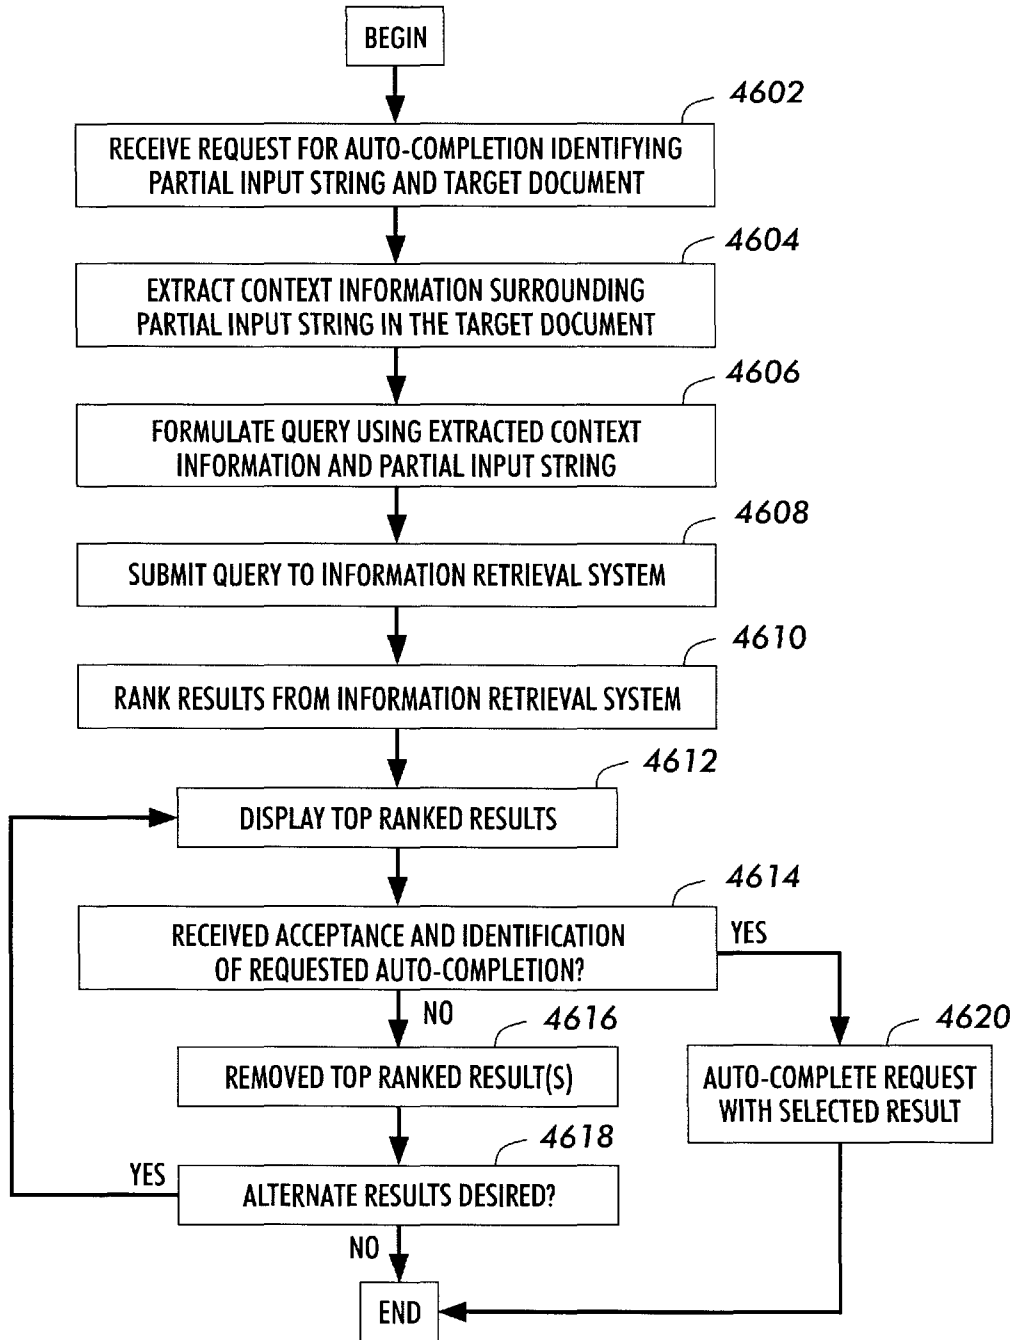 BEGIN
4602
RECEIVE REQUEST FOR AUTO-COMPLETION IDENTIFYING
PARTIAL INPUT STRING AND TARGET DOCUMENT
4604
EXTRACT CONTEXT INFORMATION SURROUNDING
PARTIAL INPUT STRING IN THE TARGET DOCUMENT
4606
FORMULATE QUERY USING EXTRACTED CONTEXT
INFORMATION AND PARTIAL INPUT STRING
4608
SUBMIT QUERY TO INFORMATION RETRIEVAL SYSTEM
4610
RANK RESULTS FROM INFORMATION RETRIEVAL SYSTEM
4612
DISPLAY TOP RANKED RESULTS
4614
RECEIVED ACCEPTANCE AND IDENTIFICATION
OF REQUESTED AUTO-COMPLETION?
YES
NO
4616
REMOVED TOP RANKED RESULT(S)
4620
AUTO-COMPLETE REQUEST
WITH SELECTED RESULT
4618
YES
ALTERNATE RESULTS DESIRED?
NO
END